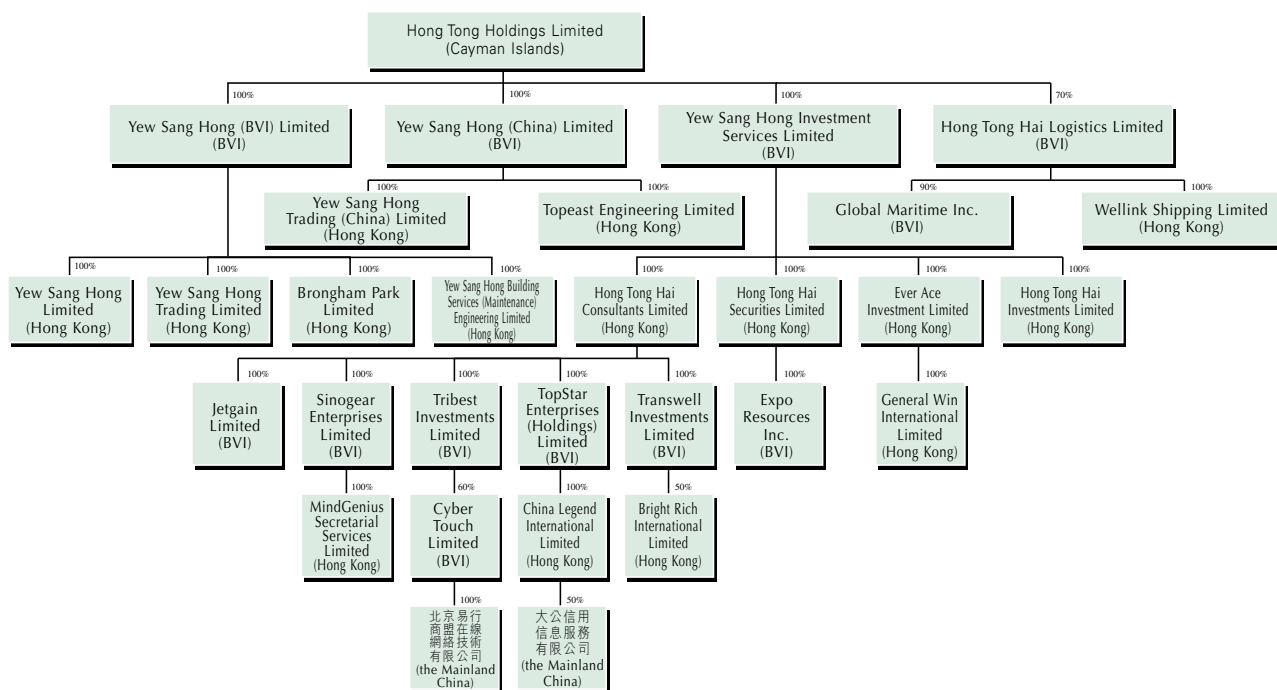 Hong Tong Holdings Limited
(Cayman Islands)
100%
100%
100%
70%
Yew Sang Hong (BVI) Limited
(BVI)
Yew Sang Hong (China) Limited
(BVI)
Yew Sang Hong Investment
Services Limited
(BVI)
Hong Tong Hai Logistics Limited
(BVI)
100%
100%
90%
100%
Yew Sang Hong
Trading (China) Limited
(Hong Kong)
Topeast Engineering Limited
(Hong Kong)
Global Maritime Inc.
(BVI)
Wellink Shipping Limited
(Hong Kong)
100%
100%
100%
100%
100%
100%
100%
100%
Yew Sang Hong
Limited
(Hong Kong)
Yew Sang Hong
Trading Limited
(Hong Kong)
Brongham Park
Limited
(Hong Kong)
Yew Sang Hong Building
Services (Maintenance)
Engineering Limited
(Hong Kong)
Hong Tong Hai
Consultants Limited
(Hong Kong)
Hong Tong Hai
Securities Limited
(Hong Kong)
Ever Ace
Investment Limited
(Hong Kong)
Hong Tong Hai
Investments Limited
(Hong Kong)
100%
100%
100%
100%
100%
100%
100%
Jetgain
Limited
(BVI)
Sinogear
Enterprises
Limited
(BVI)
Tribest
Investments
Limited
(BVI)
TopStar
Enterprises
(Holdings)
Limited
(BVI)
Transwell
Investments
Limited
(BVI)
Expo
Resources
Inc.
(BVI)
General Win
International
Limited
(Hong Kong)
100%
60%
100%
50%
MindGenius
Secretarial
Services
Limited
(Hong Kong)
Cyber
Touch
Limited
(BVI)
China Legend
International
Limited
(Hong Kong)
Bright Rich
International
Limited
(Hong Kong)
100%
50%
北京易行
商盟在線
網絡技術
有限公司
(the Mainland
China)
大公信用
信息服務
有限公司
(the Mainland
China)